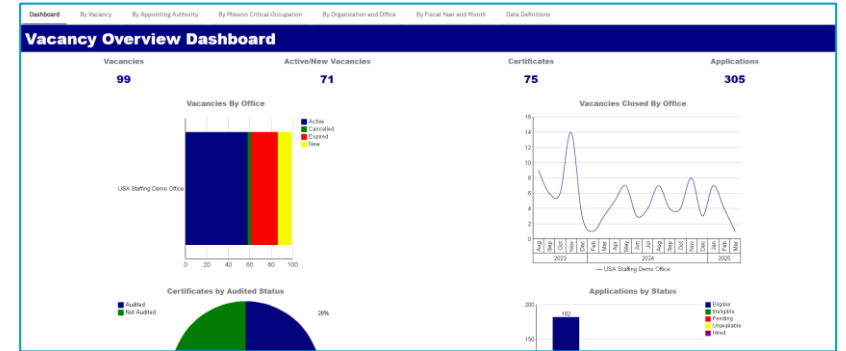 Dashboard By Vacancy By Appointing Authority By Mission Critical Occupation By Organization and Office By Fiscal Year and Month Data Definitions
Vacancy Overview Dashboard
Vacancies Active/New Vacancies Certificates Applications
99 71 75 305
Vacancies By Office
Active
Cancelled
Expired
New
USA Staffing Demo Office
0 20 40 60 80 100
Vacancies Closed By Office
16
14
12
10
8
6
4
2
0
Aug Sep Oct Nov Dec Feb Mar Apr May Jun Jul Aug Sep Oct Nov Dec Jan Feb Mar
2023 2024 2025
USA Staffing Demo Office
Certificates by Audited Status
Audited
Not Audited
28%
Applications by Status
200
182
150
Eligible
Ineligible
Pending
Unavailable
Hired